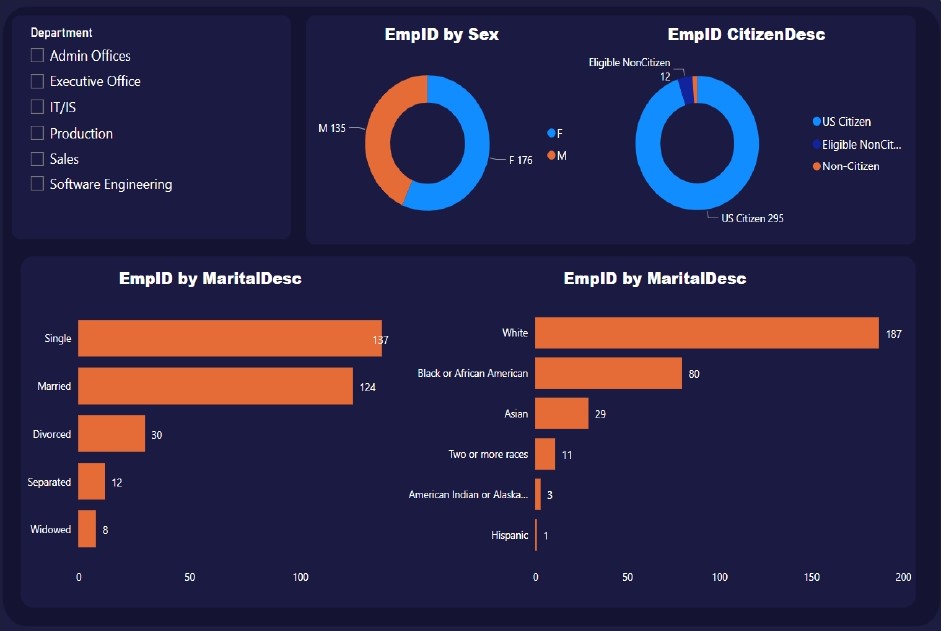 Department
Admin Offices
Executive Office
IT/IS
Production
Sales
Software Engineering
EmpID by Sex
M 135
F 176
F
M
EmpID CitizenDesc
Eligible NonCitizen
12
US Citizen 295
US Citizen
Eligible NonCit...
Non-Citizen
EmpID by MaritalDesc
Single 137
Married 124
Divorced 30
Separated 12
Widowed 8
0 50 100
EmpID by MaritalDesc
White 187
Black or African American 80
Asian 29
Two or more races 11
American Indian or Alaska... 3
Hispanic 1
0 50 100 150 200